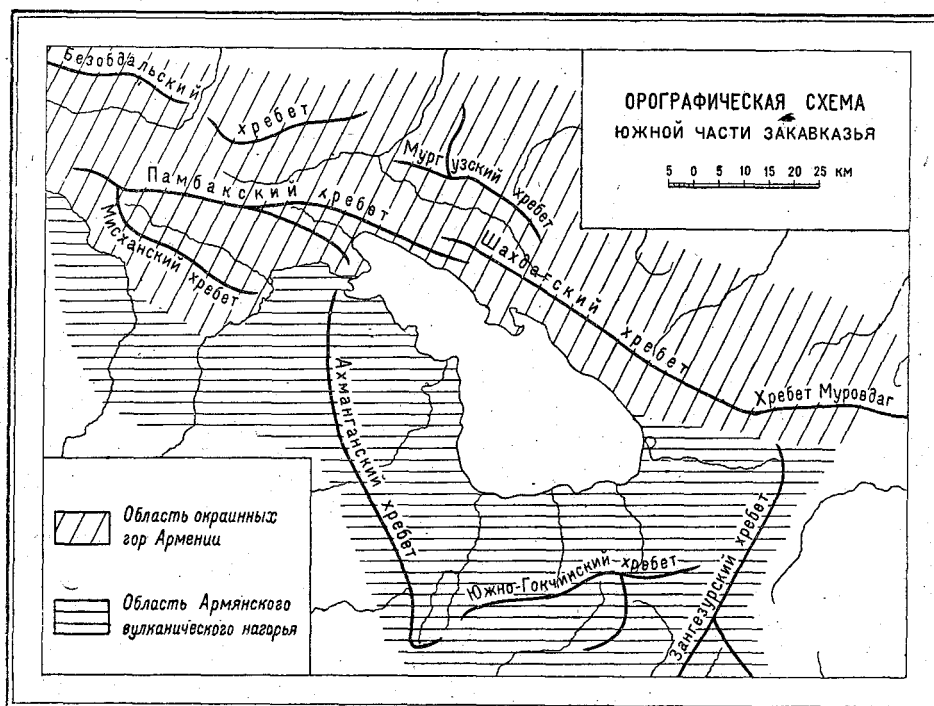 Безобдальский
хребет
ОРОГРАФИЧЕСКАЯ СХЕМА
ЮЖНОЙ ЧАСТИ ЗАКАВКАЗЬЯ
5 0 5 10 15 20 25 КМ
Мургузский хребет
Памбакский хребет
Мисханский хребет
Шахдагский хребет
Хребет Муровдаг
Ахманганский хребет
Южно-Гокчинский хребет
Зангезурский хребет
Область окраинных
гор Армении
Область Армянского
вулканического нагорья